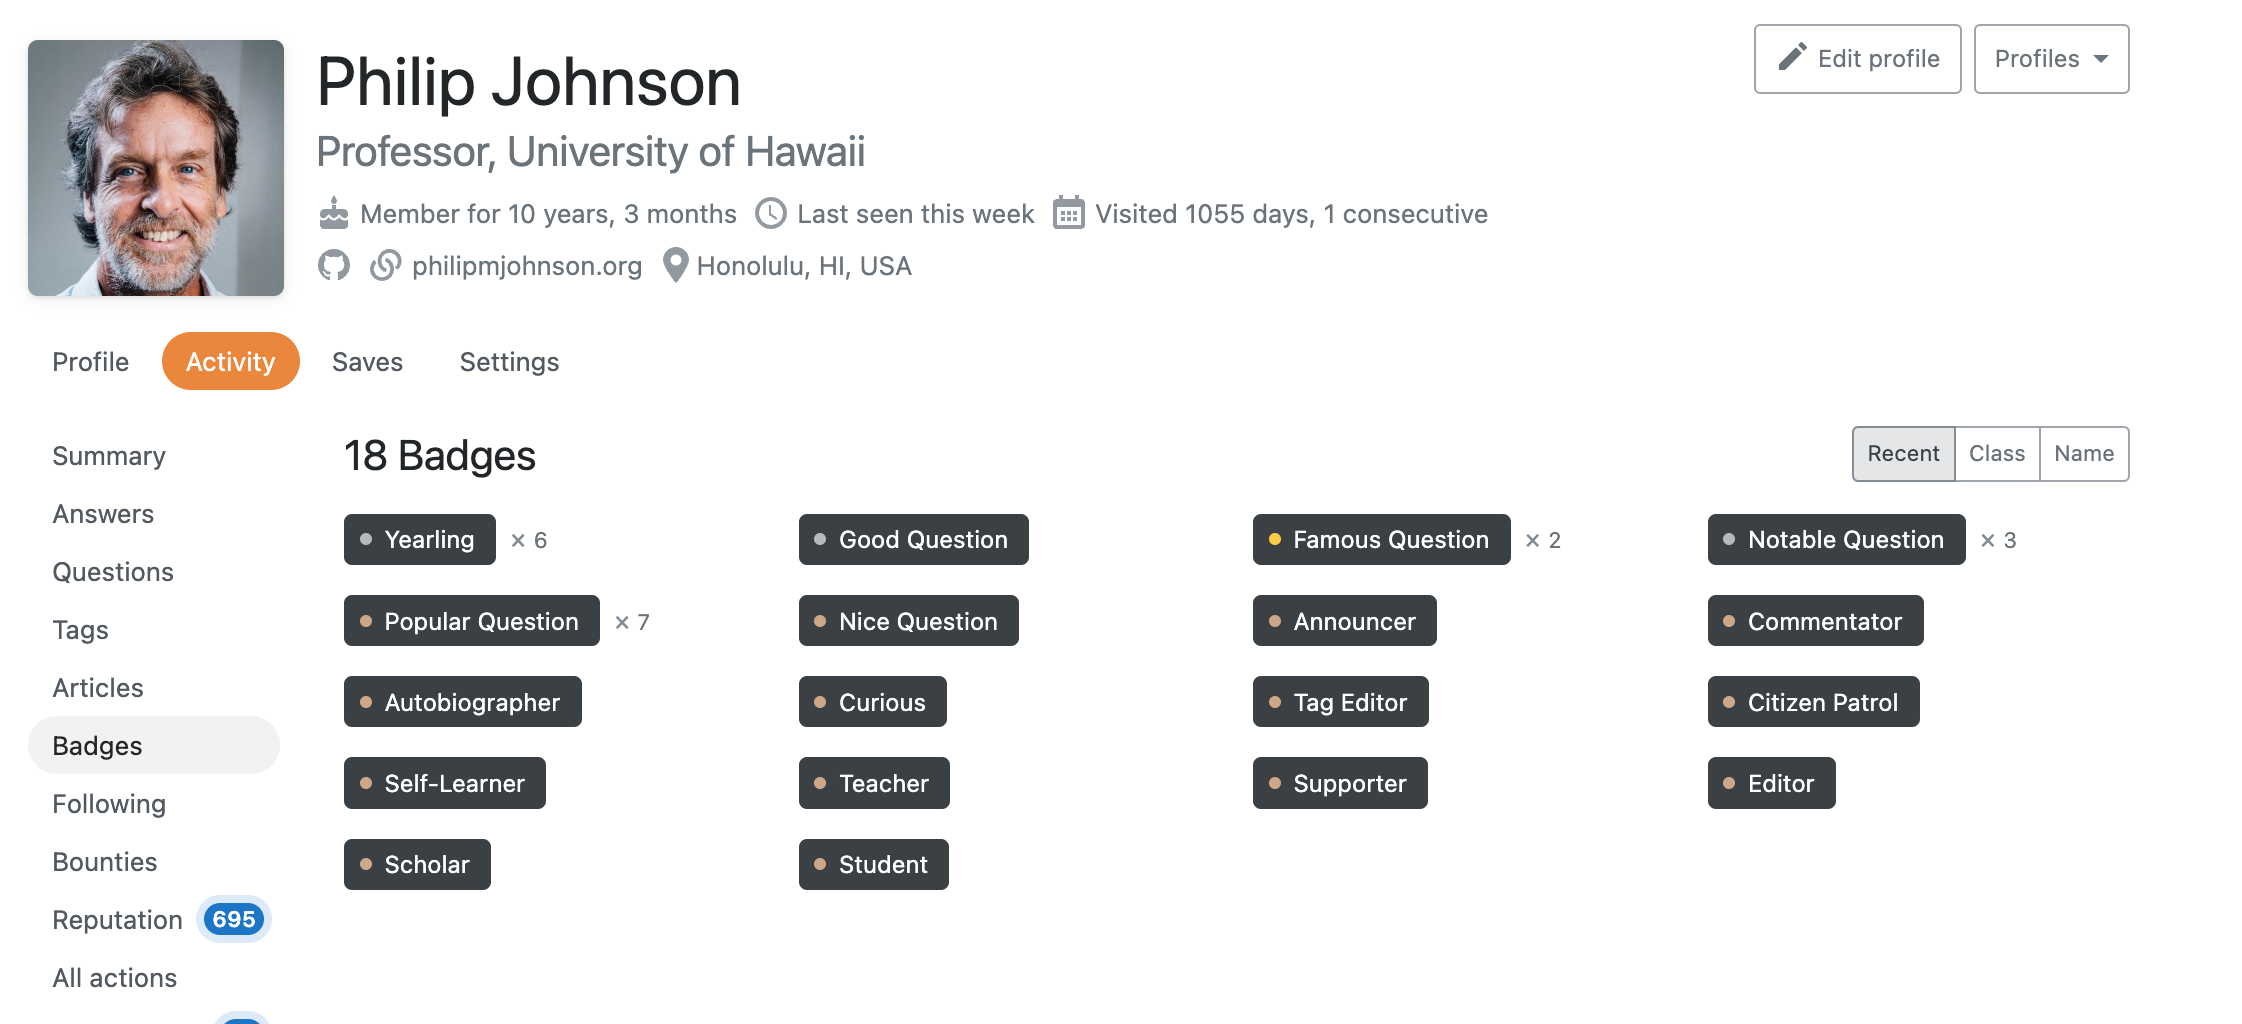 Philip Johnson
Edit profile
Profiles
Professor, University of Hawaii
Member for 10 years, 3 months Last seen this week Visited 1055 days, 1 consecutive
philipmjohnson.org Honolulu, HI, USA
Profile Activity Saves Settings
Summary
Answers
Questions
Tags
Articles
Badges
Following
Bounties
Reputation 695
All actions
18 Badges
Recent Class Name
Yearling × 6 Good Question Famous Question × 2 Notable Question × 3
Popular Question × 7 Nice Question Announcer Commentator
Autobiographer Curious Tag Editor Citizen Patrol
Self-Learner Teacher Supporter Editor
Scholar Student